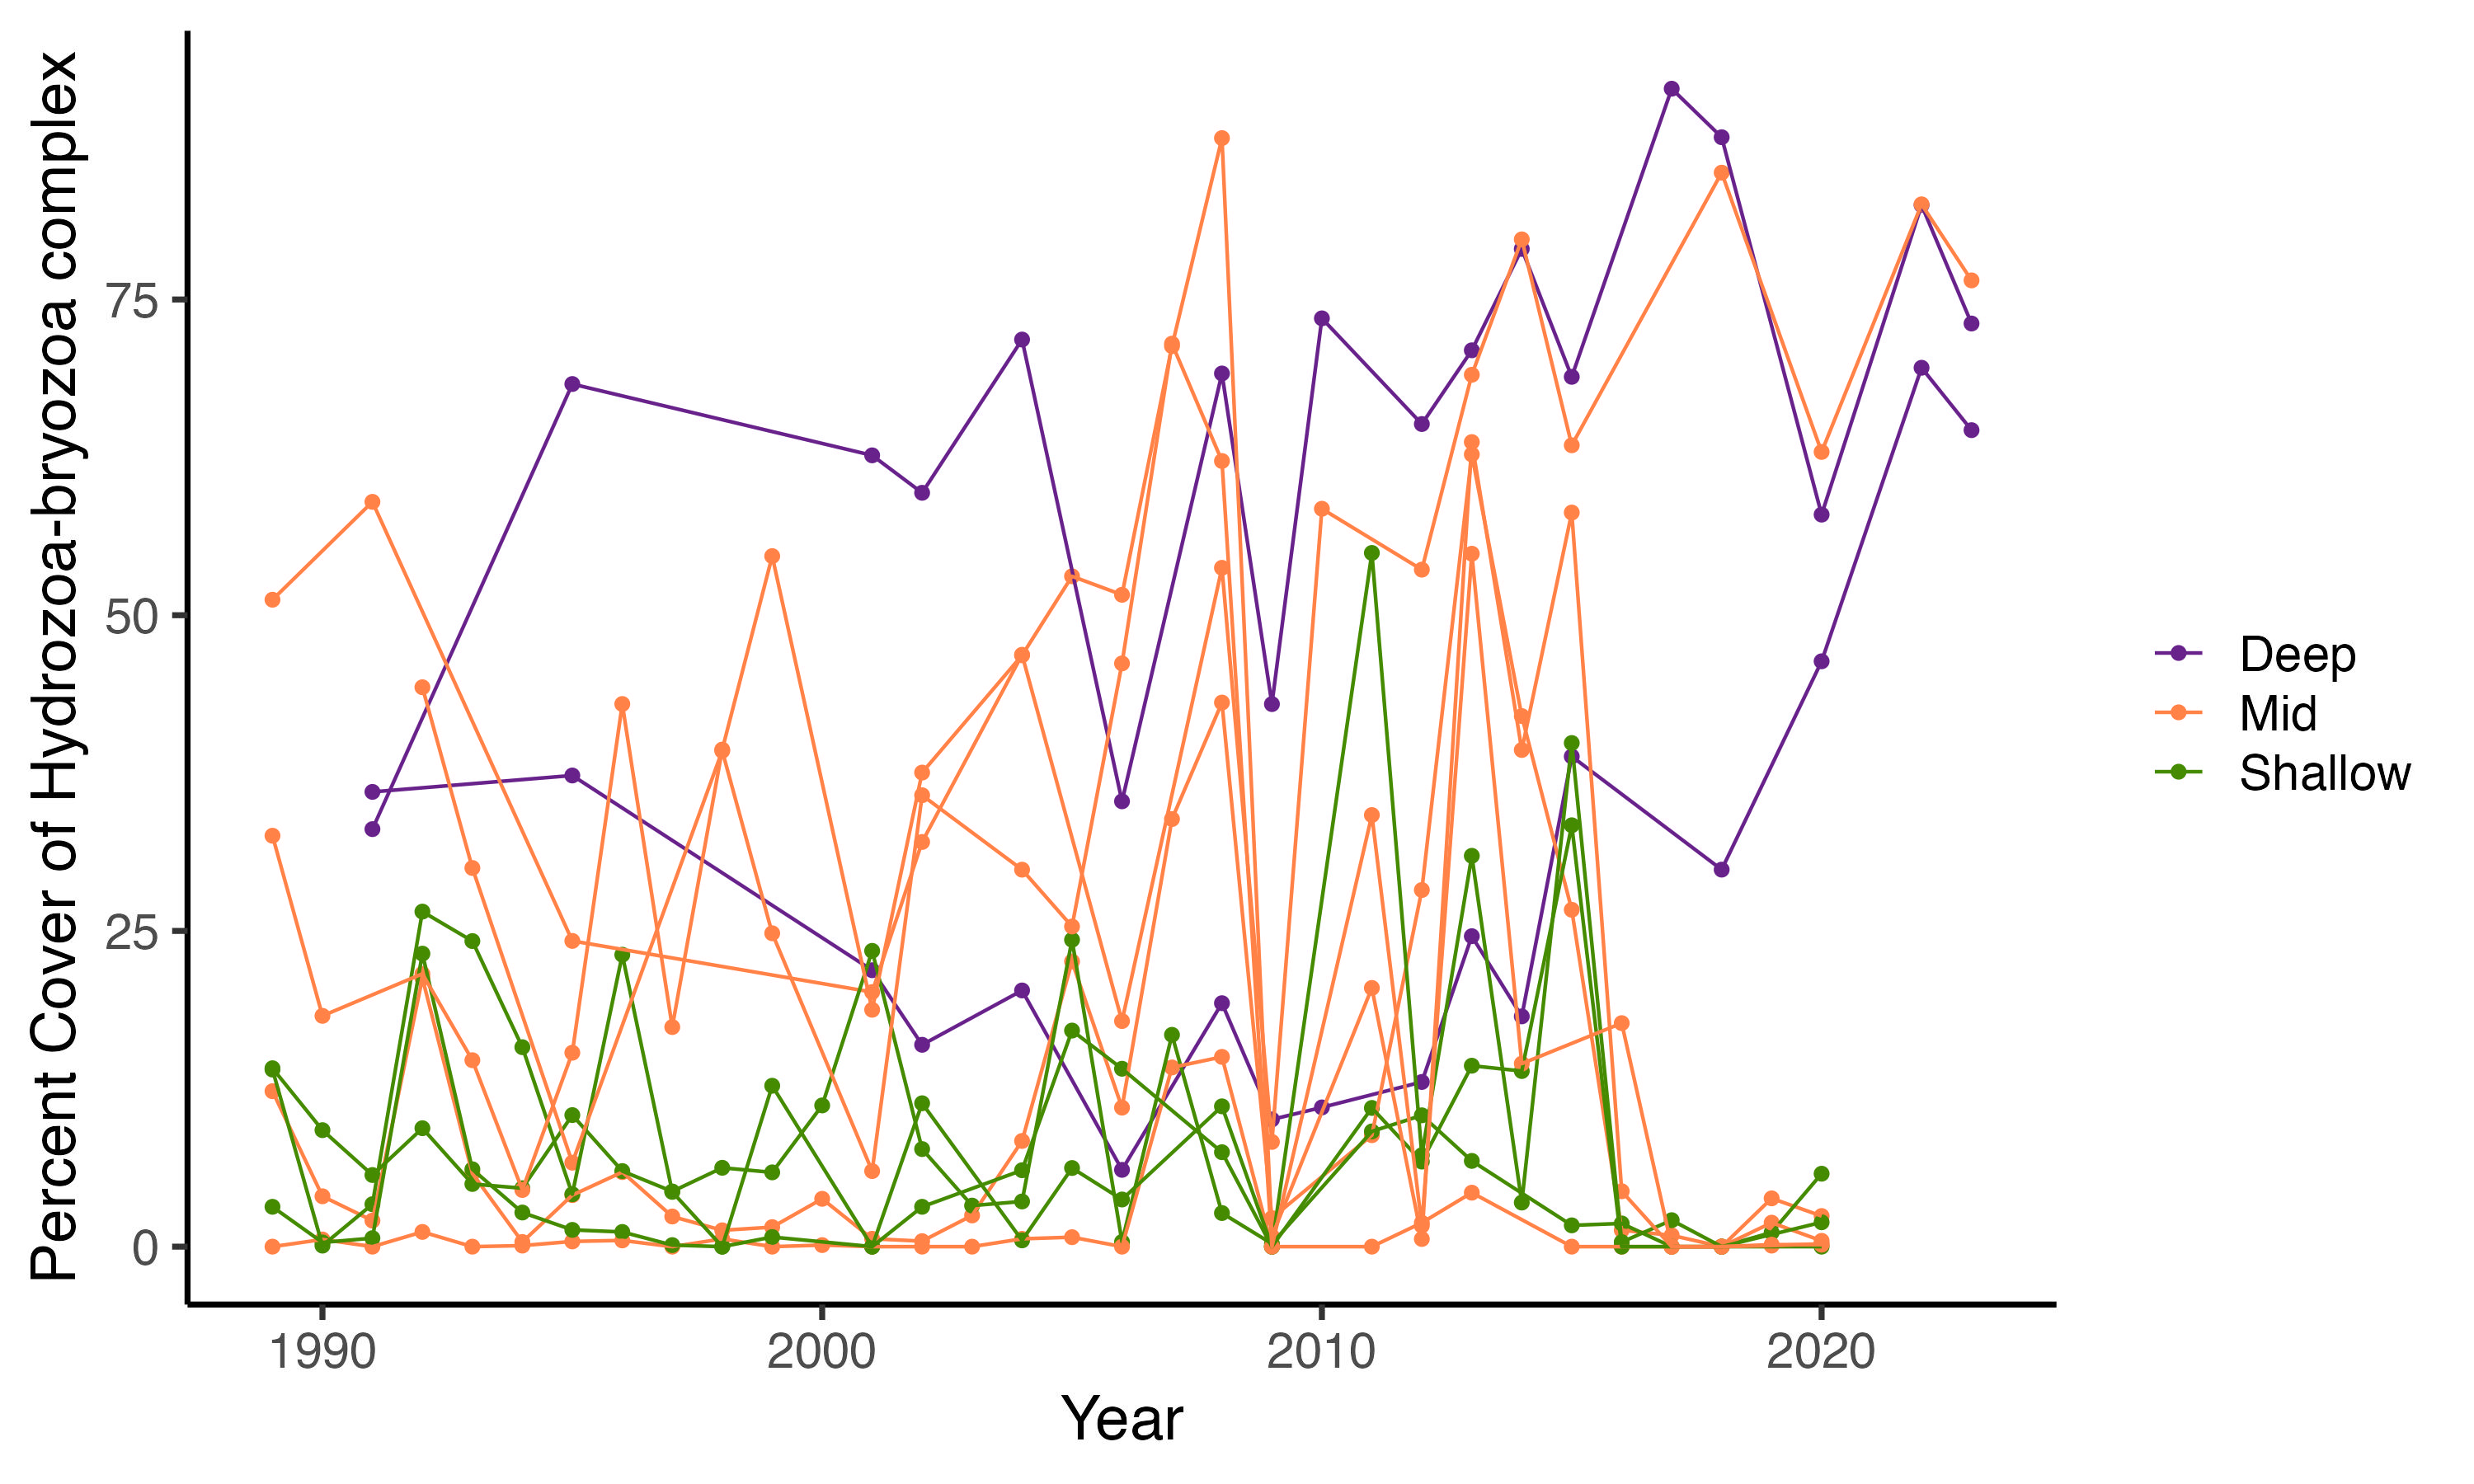 Percent Cover of Hydrozoa-bryozoa complex
75
50
25
0
1990 2000 2010 2020
Year
Deep
Mid
Shallow